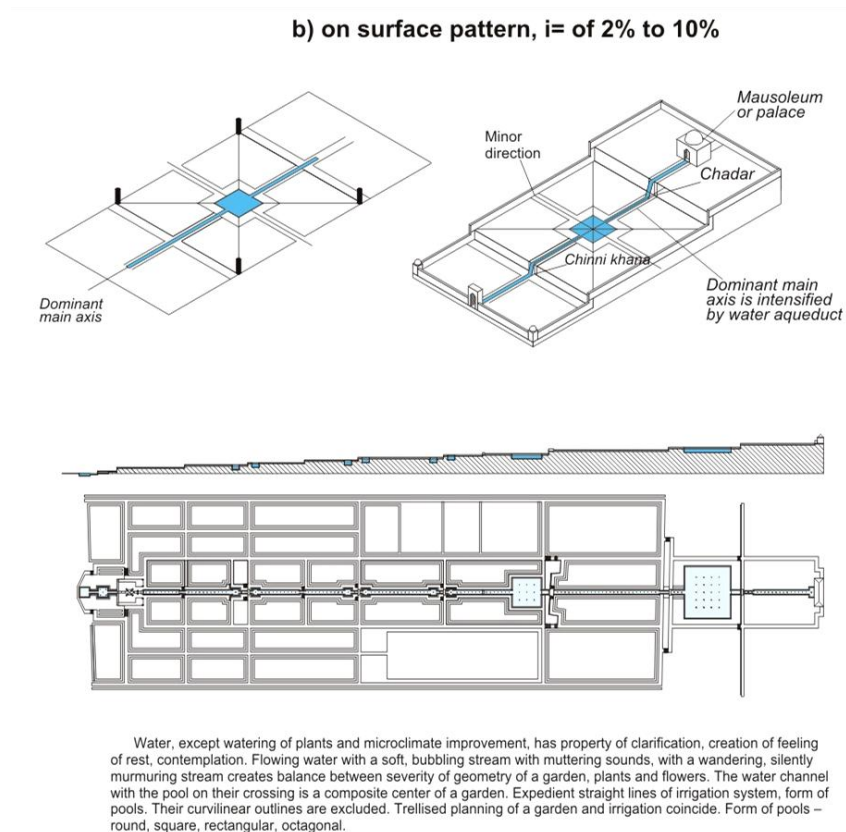 b) on surface pattern, i= of 2% to 10%
Mausoleum
or palace
Minor
direction
Chadar
Chinni khana
Dominant
main axis
Dominant main
axis is intensified
by water aqueduct
Water, except watering of plants and microclimate improvement, has property of clarification, creation of feeling
of rest, contemplation. Flowing water with a soft, bubbling stream with muttering sounds, with a wandering, silently
murmuring stream creates balance between severity of geometry of a garden, plants and flowers. The water channel
with the pool on their crossing is a composite center of a garden. Expedient straight lines of irrigation system, form of
pools. Their curvilinear outlines are excluded. Trellised planning of a garden and irrigation coincide. Form of pools –
round, square, rectangular, octagonal.